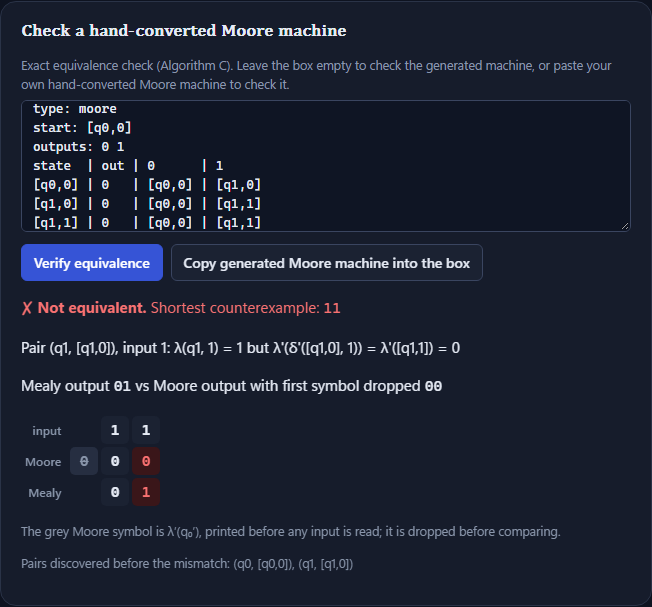 Check a hand-converted Moore machine
Exact equivalence check (Algorithm C). Leave the box empty to check the generated machine, or paste your
own hand-converted Moore machine to check it.
type: moore
start: [q0,0]
outputs: 0 1
state  | out | 0      | 1
[q0,0] | 0   | [q0,0] | [q1,0]
[q1,0] | 0   | [q0,0] | [q1,1]
[q1,1] | 0   | [q0,0] | [q1,1]
Verify equivalence
Copy generated Moore machine into the box
✗ Not equivalent. Shortest counterexample: 11
Pair (q1, [q1,0]), input 1: λ(q1, 1) = 1 but λ'(δ'([q1,0], 1)) = λ'([q1,1]) = 0
Mealy output 01 vs Moore output with first symbol dropped 00
input 1 1
Moore 0 0 0
Mealy 0 1
The grey Moore symbol is λ'(q₀'), printed before any input is read; it is dropped before comparing.
Pairs discovered before the mismatch: (q0, [q0,0]), (q1, [q1,0])